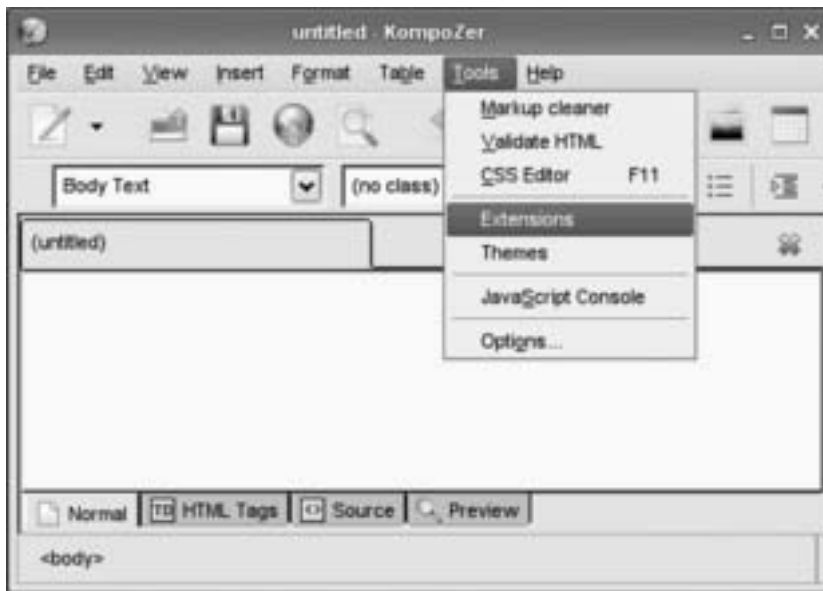 untitled - KompoZer
File Edit View Insert Format Table Tools Help
Markup cleaner
Validate HTML
CSS Editor F11
Extensions
Themes
JavaScript Console
Options...
Body Text
(no class)
(untitled)
Normal
TD HTML Tags
Source
Preview
<body>